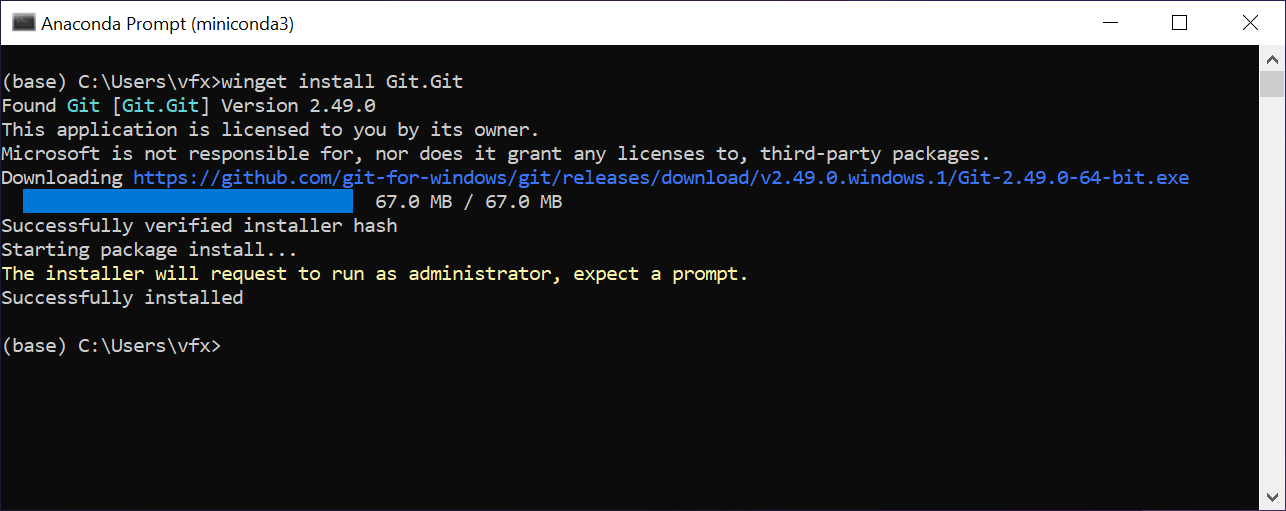 Anaconda Prompt (miniconda3)
(base) C:\Users\vfx>winget install Git.Git
Found Git [Git.Git] Version 2.49.0
This application is licensed to you by its owner.
Microsoft is not responsible for, nor does it grant any licenses to, third-party packages.
Downloading https://github.com/git-for-windows/git/releases/download/v2.49.0.windows.1/Git-2.49.0-64-bit.exe
67.0 MB / 67.0 MB
Successfully verified installer hash
Starting package install...
The installer will request to run as administrator, expect a prompt.
Successfully installed
(base) C:\Users\vfx>